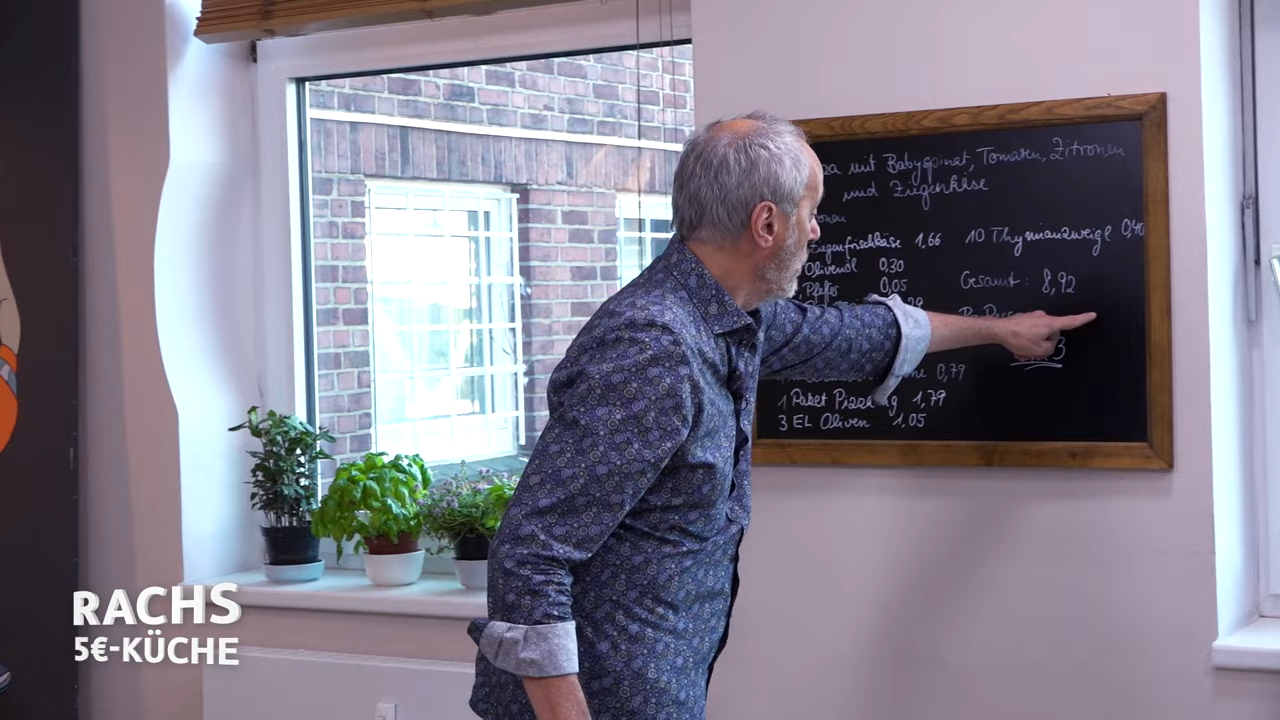 mit Babyspinat, Tomaten, Zitronen
und Ziegenkäse
Ziegenfrischkäse 1,66
Olivenöl 0,30
Pfeffer 0,05
10 Thymianzweige 0,40
Gesamt: 8,92
0,79
1 Paket 1,79
3 EL Oliven 1,05
RACHS
5€-KÜCHE